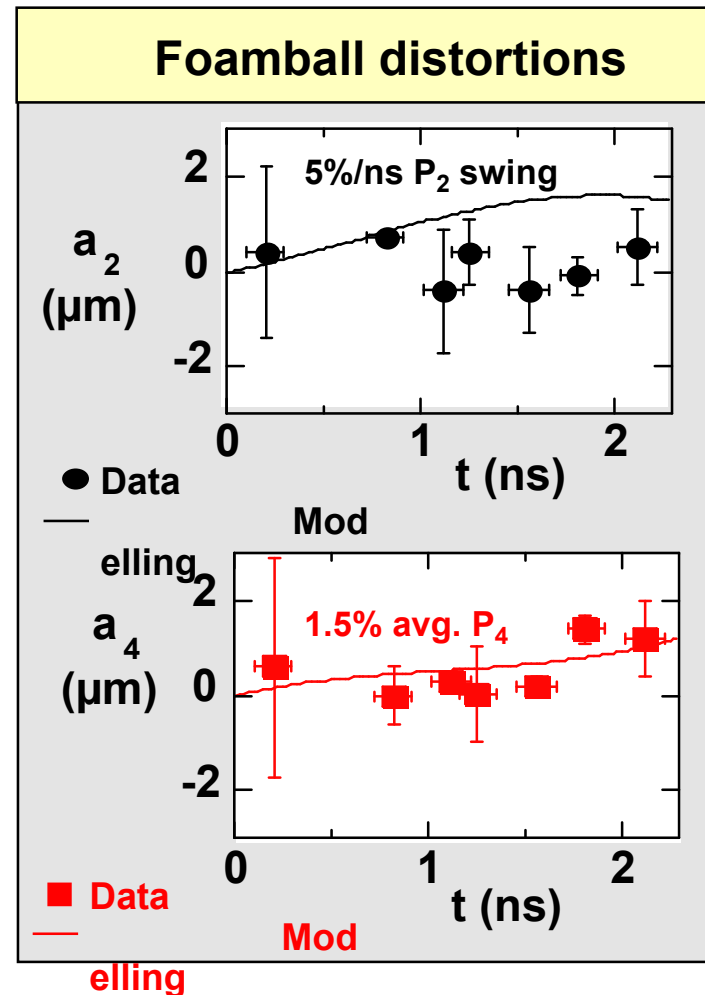 Foamball distortions
2
0
-2
a2
(µm)
5%/ns P2 swing
0 1 2
t (ns)
Data
Mod
elling
2
0
-2
a4
(µm)
1.5% avg. P4
0 1 2
t (ns)
Data
Mod
elling